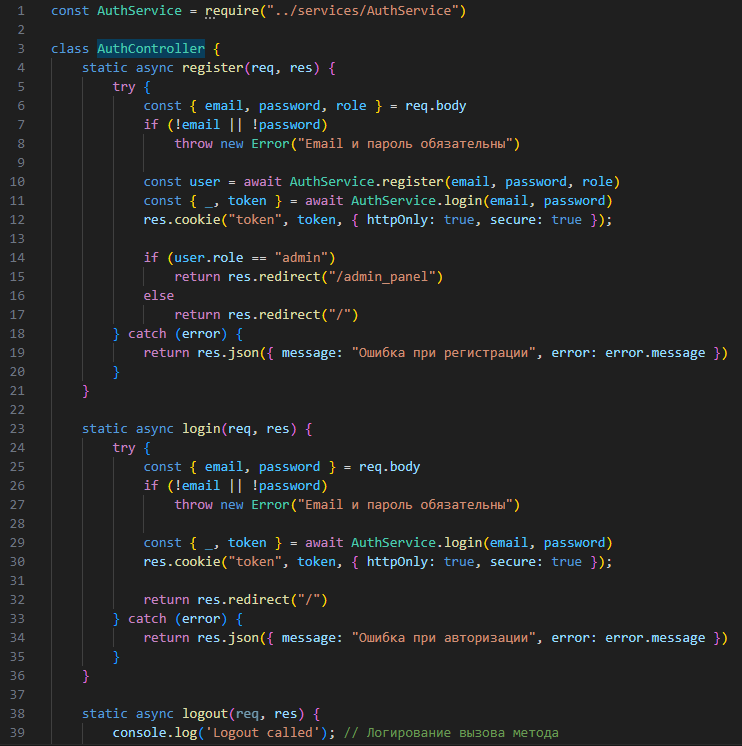 1 const AuthService = require("../services/AuthService")
2
3 class AuthController {
4     static async register(req, res) {
5         try {
6             const { email, password, role } = req.body
7             if (!email || !password)
8                 throw new Error("Email и пароль обязательны")
9
10             const user = await AuthService.register(email, password, role)
11             const { _, token } = await AuthService.login(email, password)
12             res.cookie("token", token, { httpOnly: true, secure: true });
13
14             if (user.role == "admin")
15                 return res.redirect("/admin_panel")
16             else
17                 return res.redirect("/")
18         } catch (error) {
19             return res.json({ message: "Ошибка при регистрации", error: error.message })
20         }
21     }
22
23     static async login(req, res) {
24         try {
25             const { email, password } = req.body
26             if (!email || !password)
27                 throw new Error("Email и пароль обязательны")
28
29             const { _, token } = await AuthService.login(email, password)
30             res.cookie("token", token, { httpOnly: true, secure: true });
31
32             return res.redirect("/")
33         } catch (error) {
34             return res.json({ message: "Ошибка при авторизации", error: error.message })
35         }
36     }
37
38     static async logout(req, res) {
39         console.log('Logout called'); // Логирование вызова метода